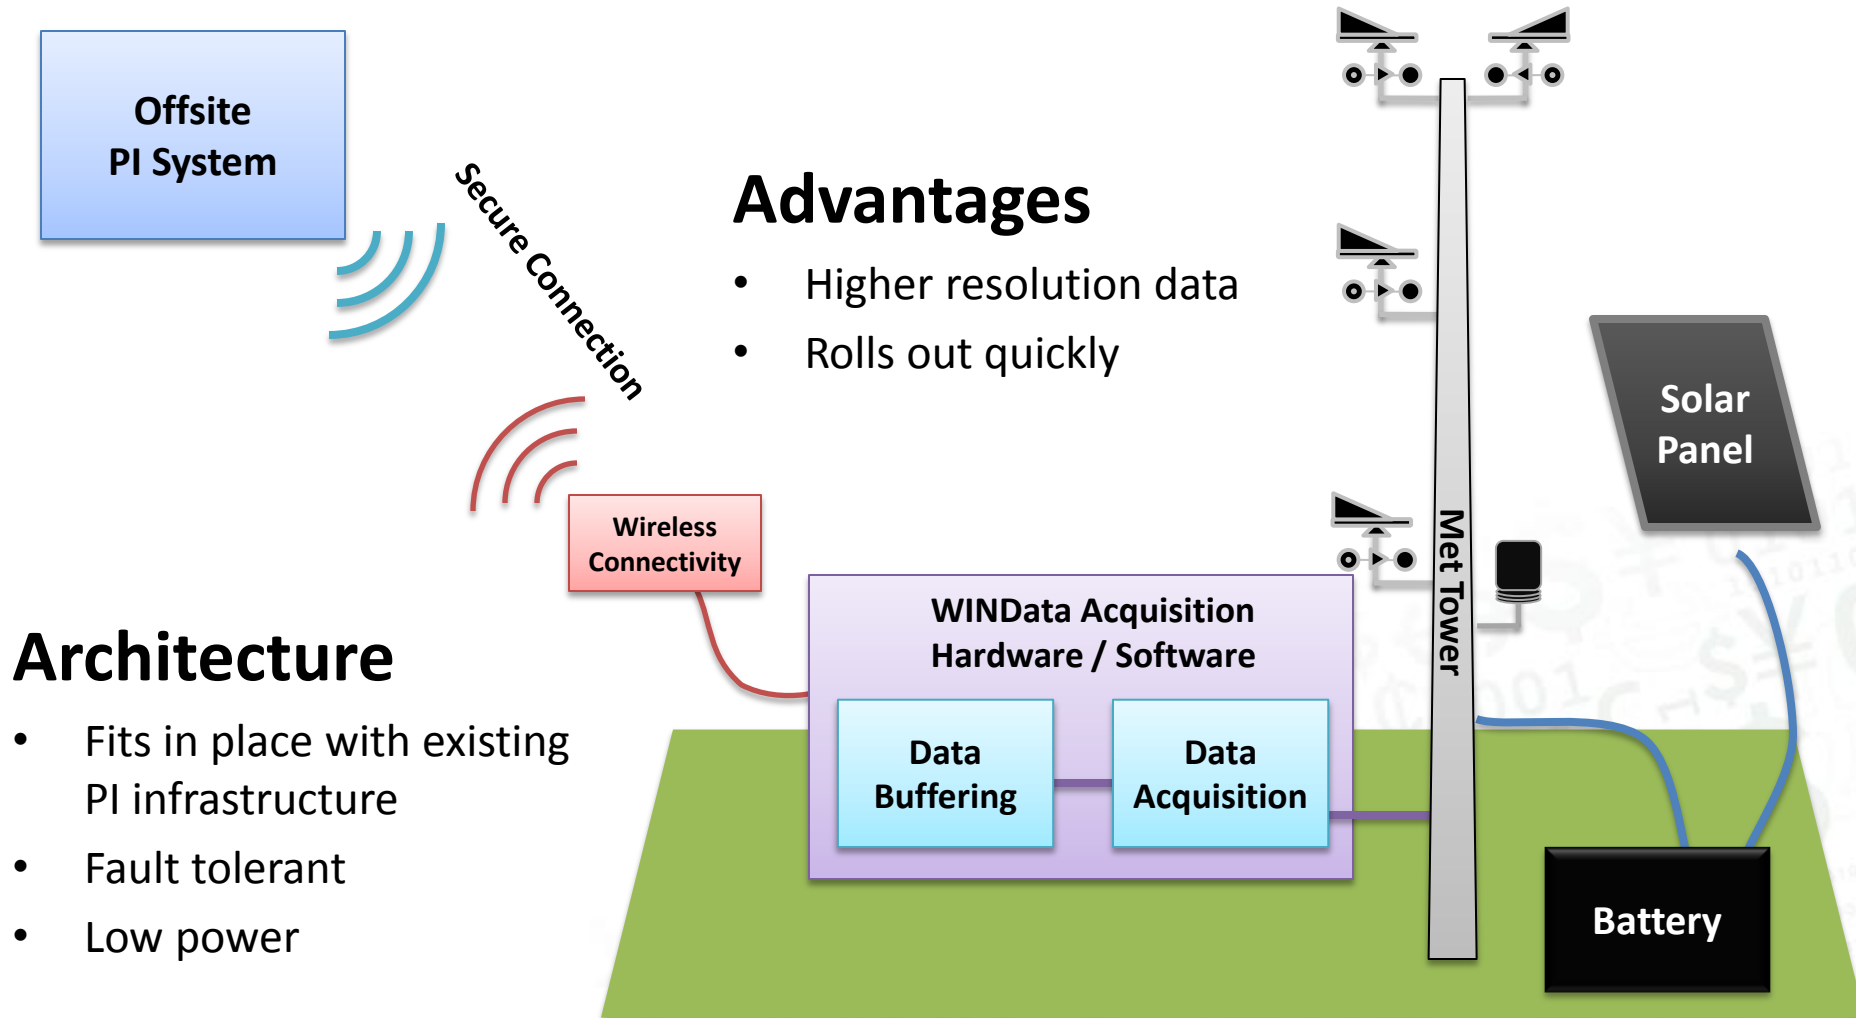 Offsite
PI System
Secure Connection
Advantages
• Higher resolution data
• Rolls out quickly
Solar
Panel
Wireless
Connectivity
Met Tower
WINData Acquisition
Hardware / Software
Data
Buffering
Data
Acquisition
Architecture
• Fits in place with existing
PI infrastructure
• Fault tolerant
• Low power
Battery